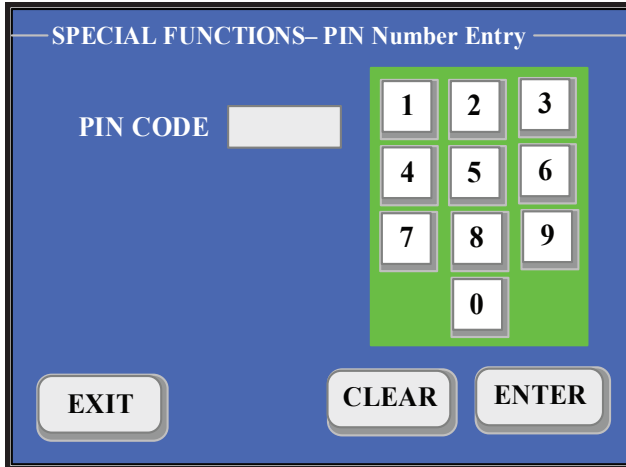 SPECIAL FUNCTIONS– PIN Number Entry
PIN CODE
1 2 3
4 5 6
7 8 9
0
EXIT CLEAR ENTER